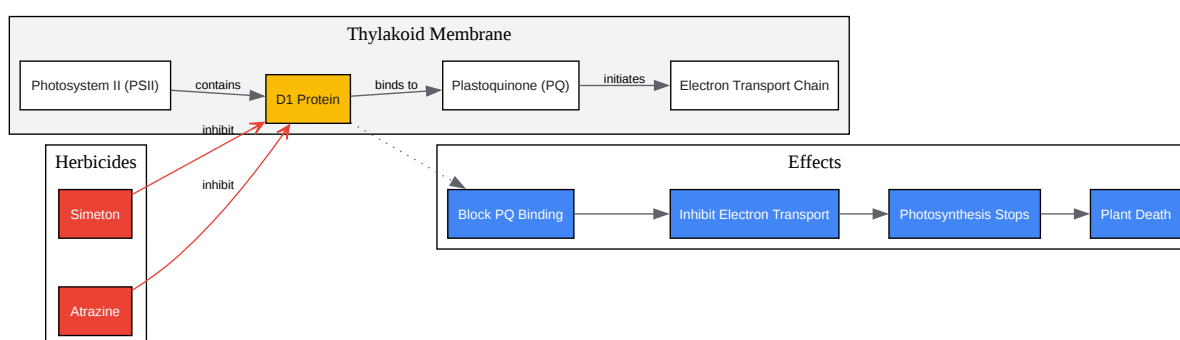 Thylakoid Membrane
Photosystem II (PSII)
contains
D1 Protein
binds to
Plastoquinone (PQ)
initiates
Electron Transport Chain
inhibit
Herbicides
Simeton
inhibit
Atrazine
Effects
Block PQ Binding
Inhibit Electron Transport
Photosynthesis Stops
Plant Death